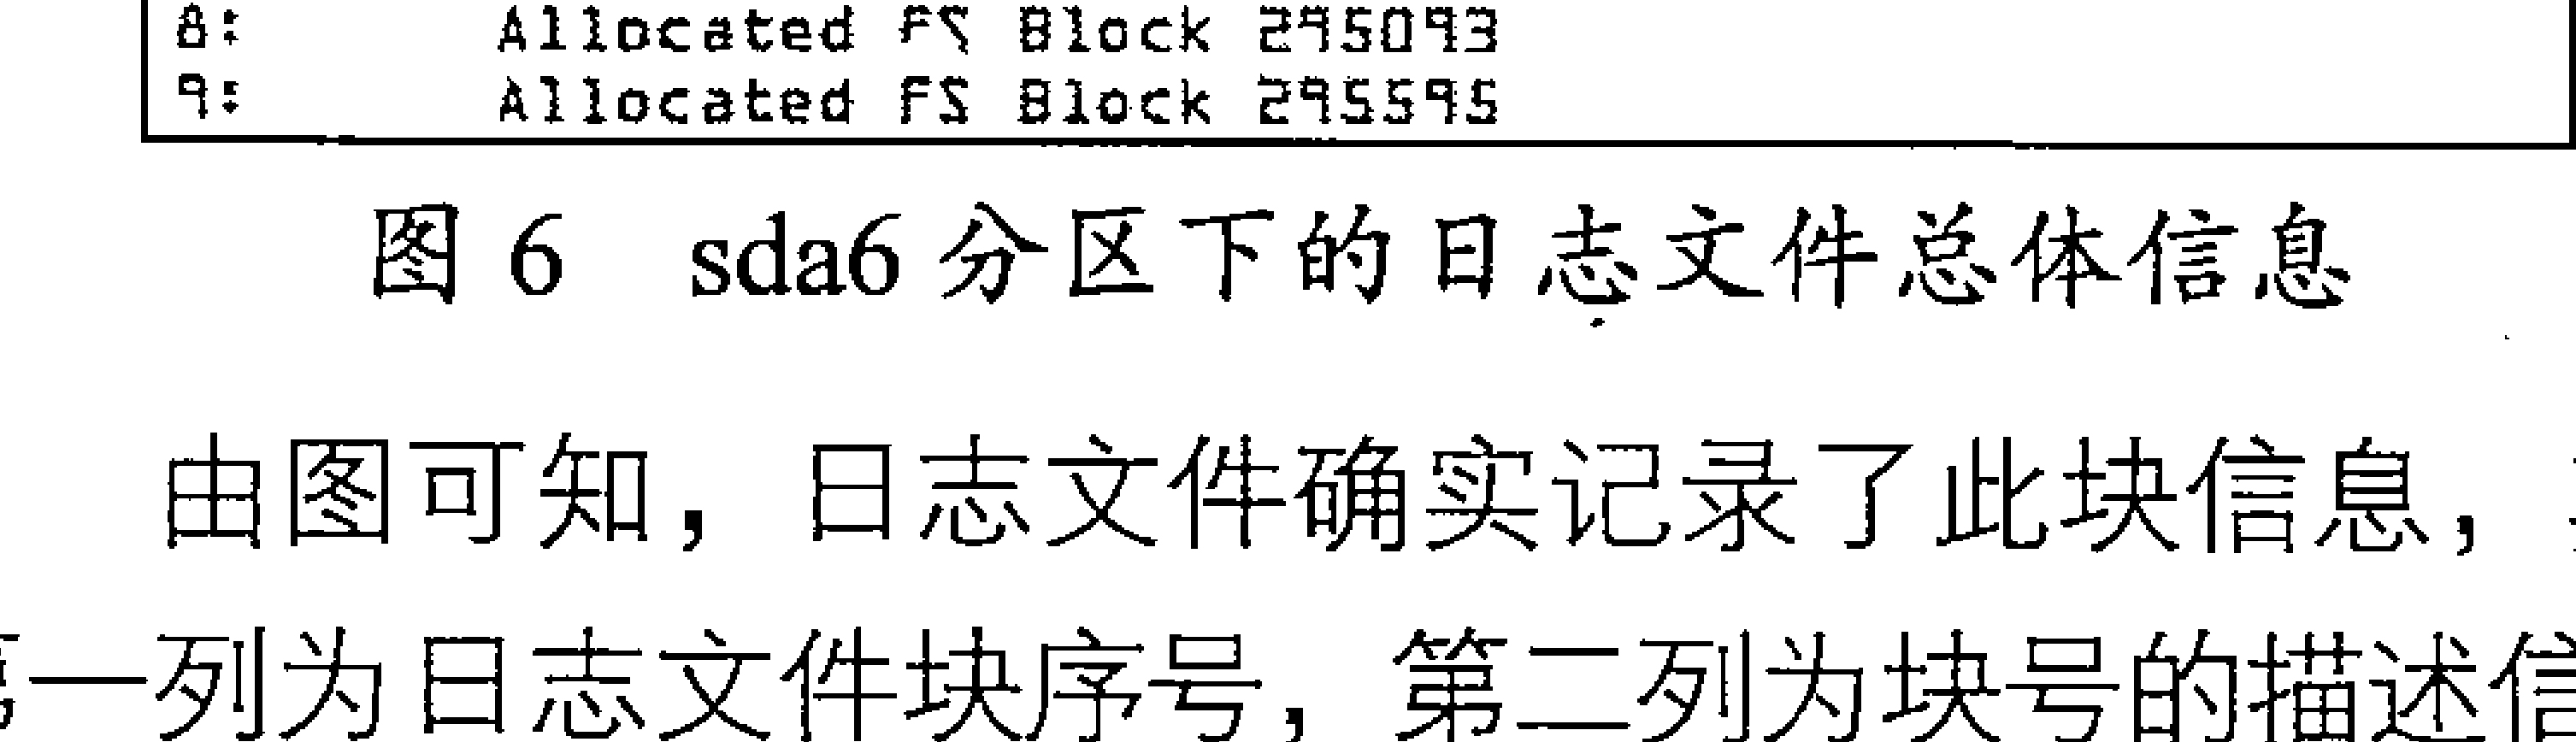 8: Allocated FS Block 295093
9: Allocated FS Block 295595
图 6 sda6 分区下的日志文件总体信息
由图可知，日志文件确实记录了此块信息，
第一列为日志文件块序号，第二列为块号的描述信